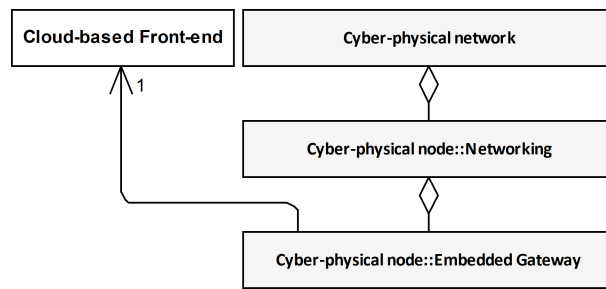 Cloud-based Front-end
Cyber-physical network
1
Cyber-physical node::Networking
Cyber-physical node::Embedded Gateway